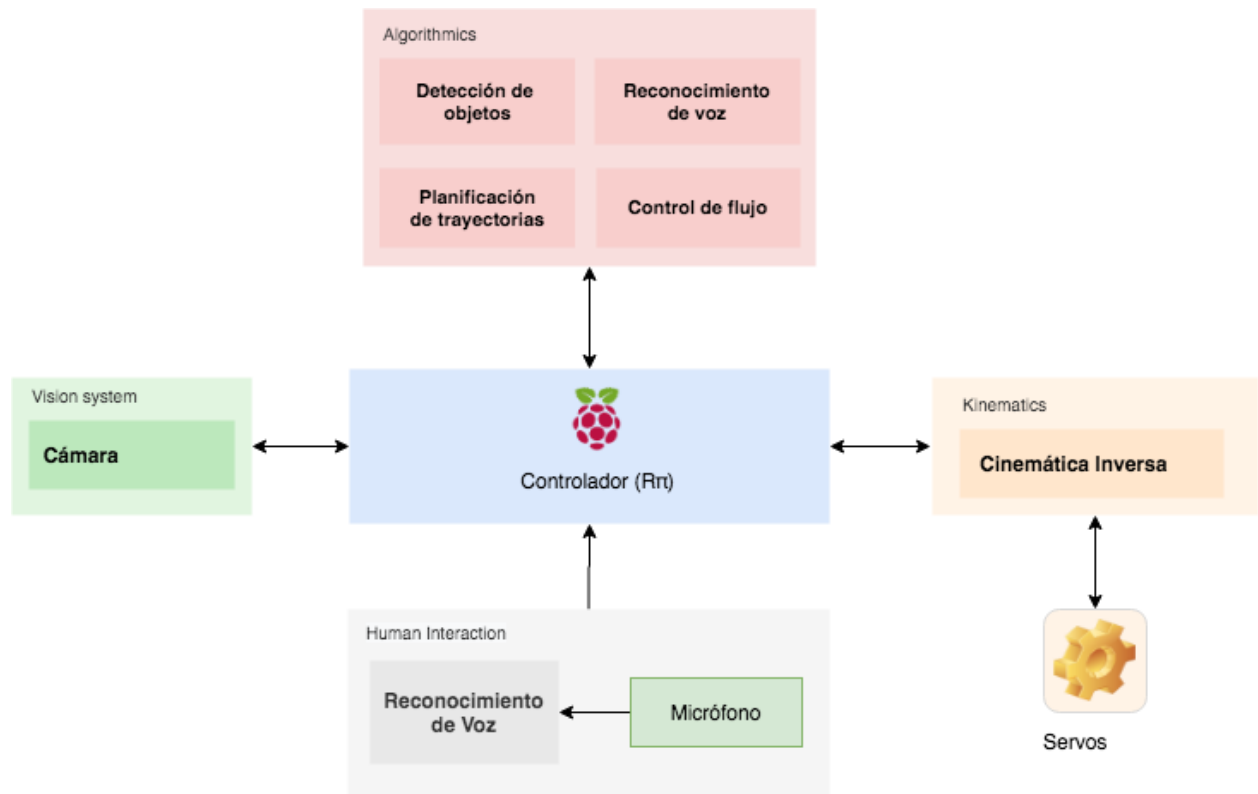 Algorithmics
Detección de
objetos
Reconocimiento
de voz
Planificación
de trayectorias
Control de flujo
Vision system
Cámara
Controlador (Rπ)
Kinematics
Cinemática Inversa
Human Interaction
Reconocimiento
de Voz
Micrófono
Servos